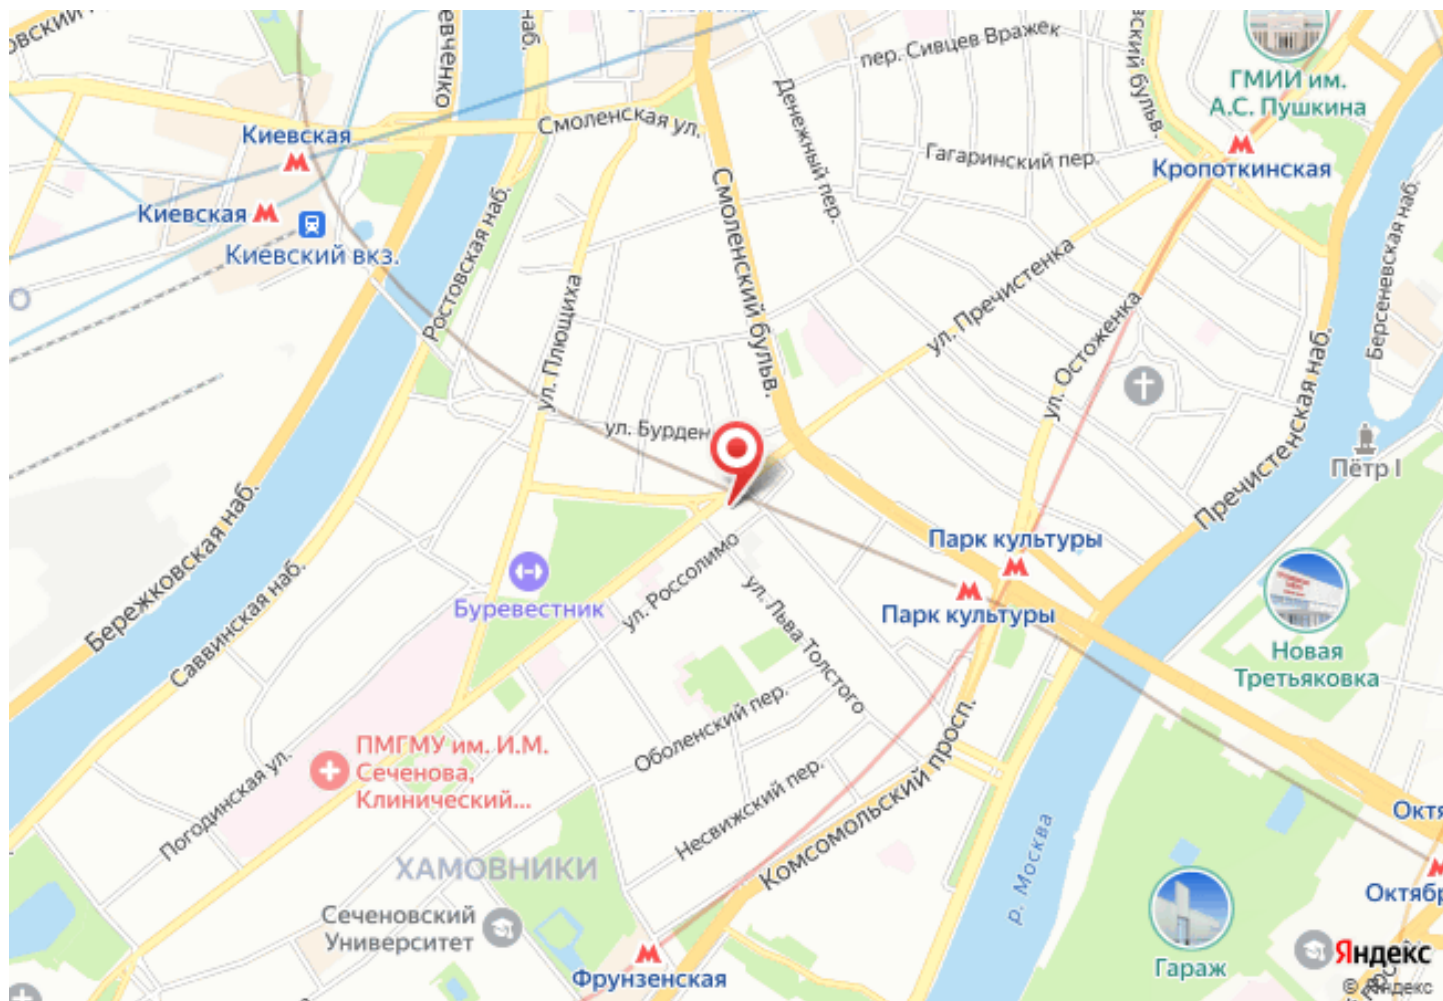 пер. Сивцев Вражек
ГМИИ им.
А.С. Пушкина
Денежный пер.
Смоленская ул.
Киевская
Гагаринский пер.
Кропоткинская
Киевская
Киевский вкз.
Ростовская наб.
Смоленский бульв.
ул. Плющиха
ул. Пречистенка
ул. Остоженка
Берсеневская наб.
Пречистенская наб.
ул. Бурден
Пётр I
Бережковская наб.
Саввинская наб.
Парк культуры
Парк культуры
Буревестник
ул. Россолимо
ул. Льва Толстого
Новая
Третьяковка
Оболенский пер.
ПМГМУ им. И.М.
Сеченова,
Клинический...
Погодинская ул.
Несвижский пер.
Комсомольский просп.
р. Москва
ХАМОВНИКИ
Сеченовский
Университет
Фрунзенская
Гараж
Октя
Октябр
Яндекс
© Яндекс